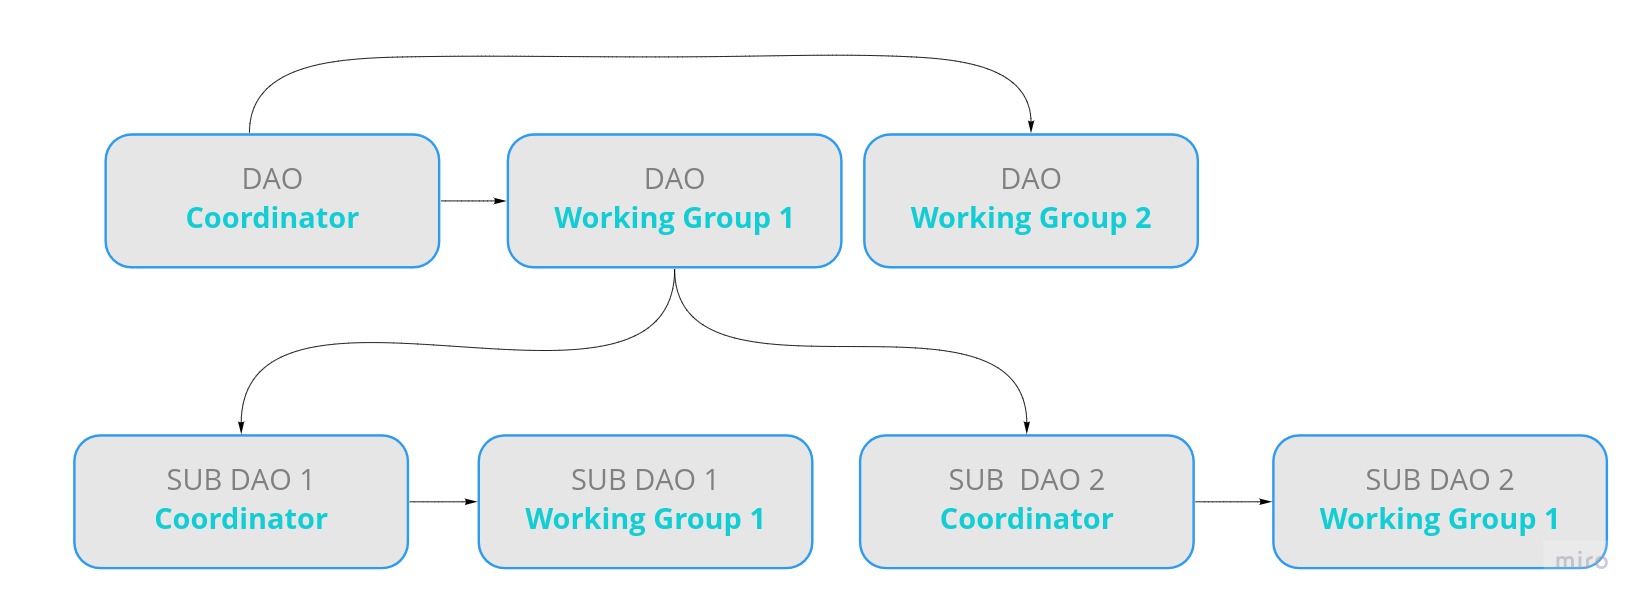 DAO
Coordinator
DAO
Working Group 1
DAO
Working Group 2
SUB DAO 1
Coordinator
SUB DAO 1
Working Group 1
SUB  DAO 2
Coordinator
SUB DAO 2
Working Group 1
miro